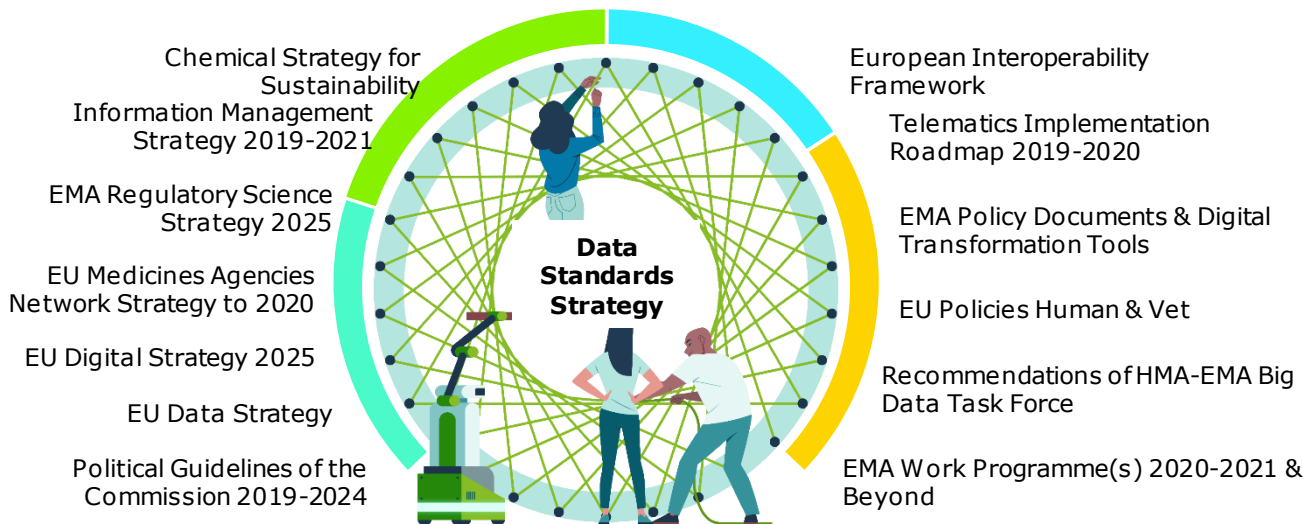 Chemical Strategy for
Sustainability
Information Management
Strategy 2019-2021
EMA Regulatory Science
Strategy 2025
EU Medicines Agencies
Network Strategy to 2020
EU Digital Strategy 2025
EU Data Strategy
Political Guidelines of the
Commission 2019-2024
Data
Standards
Strategy
European Interoperability
Framework
Telematics Implementation
Roadmap 2019-2020
EMA Policy Documents & Digital
Transformation Tools
EU Policies Human & Vet
Recommendations of HMA-EMA Big
Data Task Force
EMA Work Programme(s) 2020-2021 &
Beyond